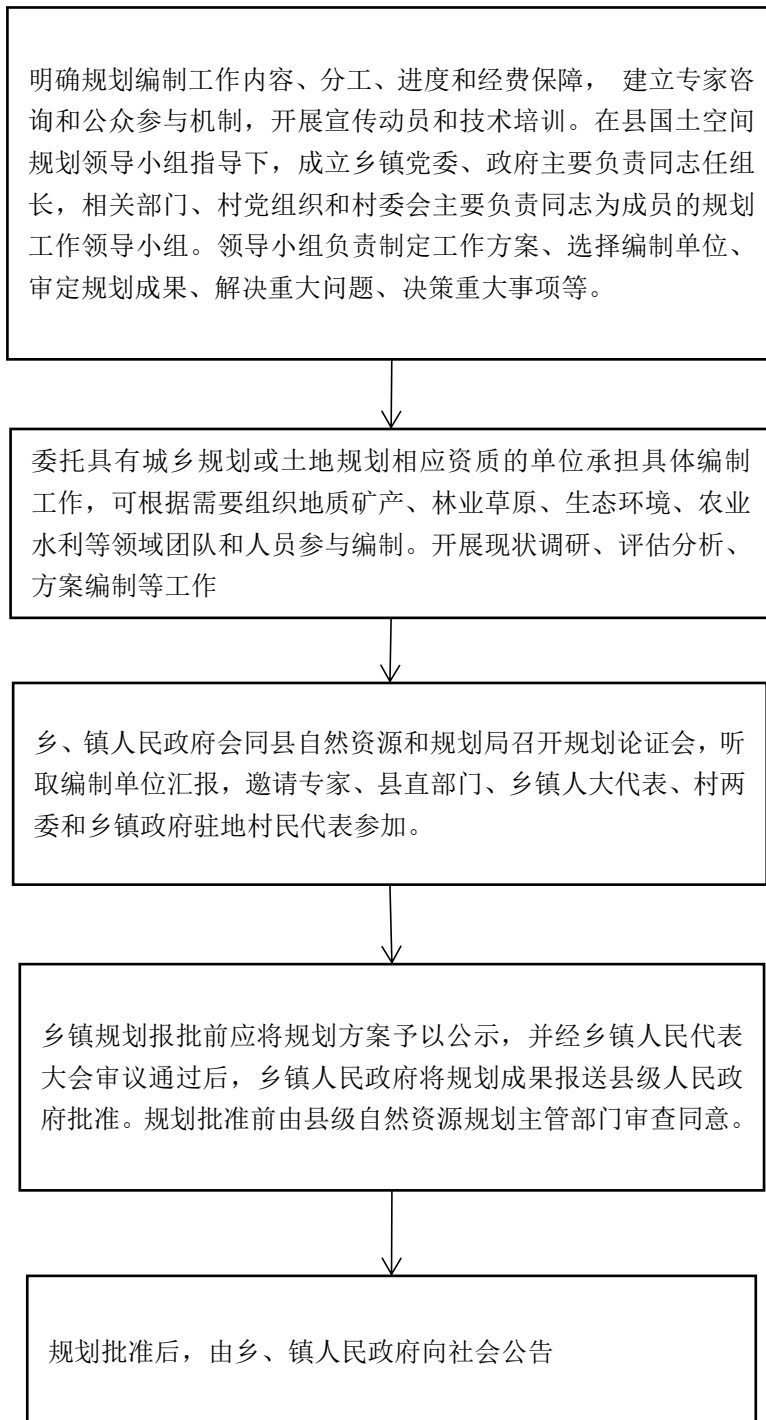 明确规划编制工作内容、分工、进度和经费保障， 建立专家咨
询和公众参与机制，开展宣传动员和技术培训。在县国土空间
规划领导小组指导下，成立乡镇党委、政府主要负责同志任组
长，相关部门、村党组织和村委会主要负责同志为成员的规划
工作领导小组。领导小组负责制定工作方案、选择编制单位、
审定规划成果、解决重大问题、决策重大事项等。
委托具有城乡规划或土地规划相应资质的单位承担具体编制
工作，可根据需要组织地质矿产、林业草原、生态环境、农业
水利等领域团队和人员参与编制。开展现状调研、评估分析、
方案编制等工作
乡、镇人民政府会同县自然资源和规划局召开规划论证会，听
取编制单位汇报，邀请专家、县直部门、乡镇人大代表、村两
委和乡镇政府驻地村民代表参加。
乡镇规划报批前应将规划方案予以公示，并经乡镇人民代表
大会审议通过后，乡镇人民政府将规划成果报送县级人民政
府批准。规划批准前由县级自然资源规划主管部门审查同意。
规划批准后，由乡、镇人民政府向社会公告